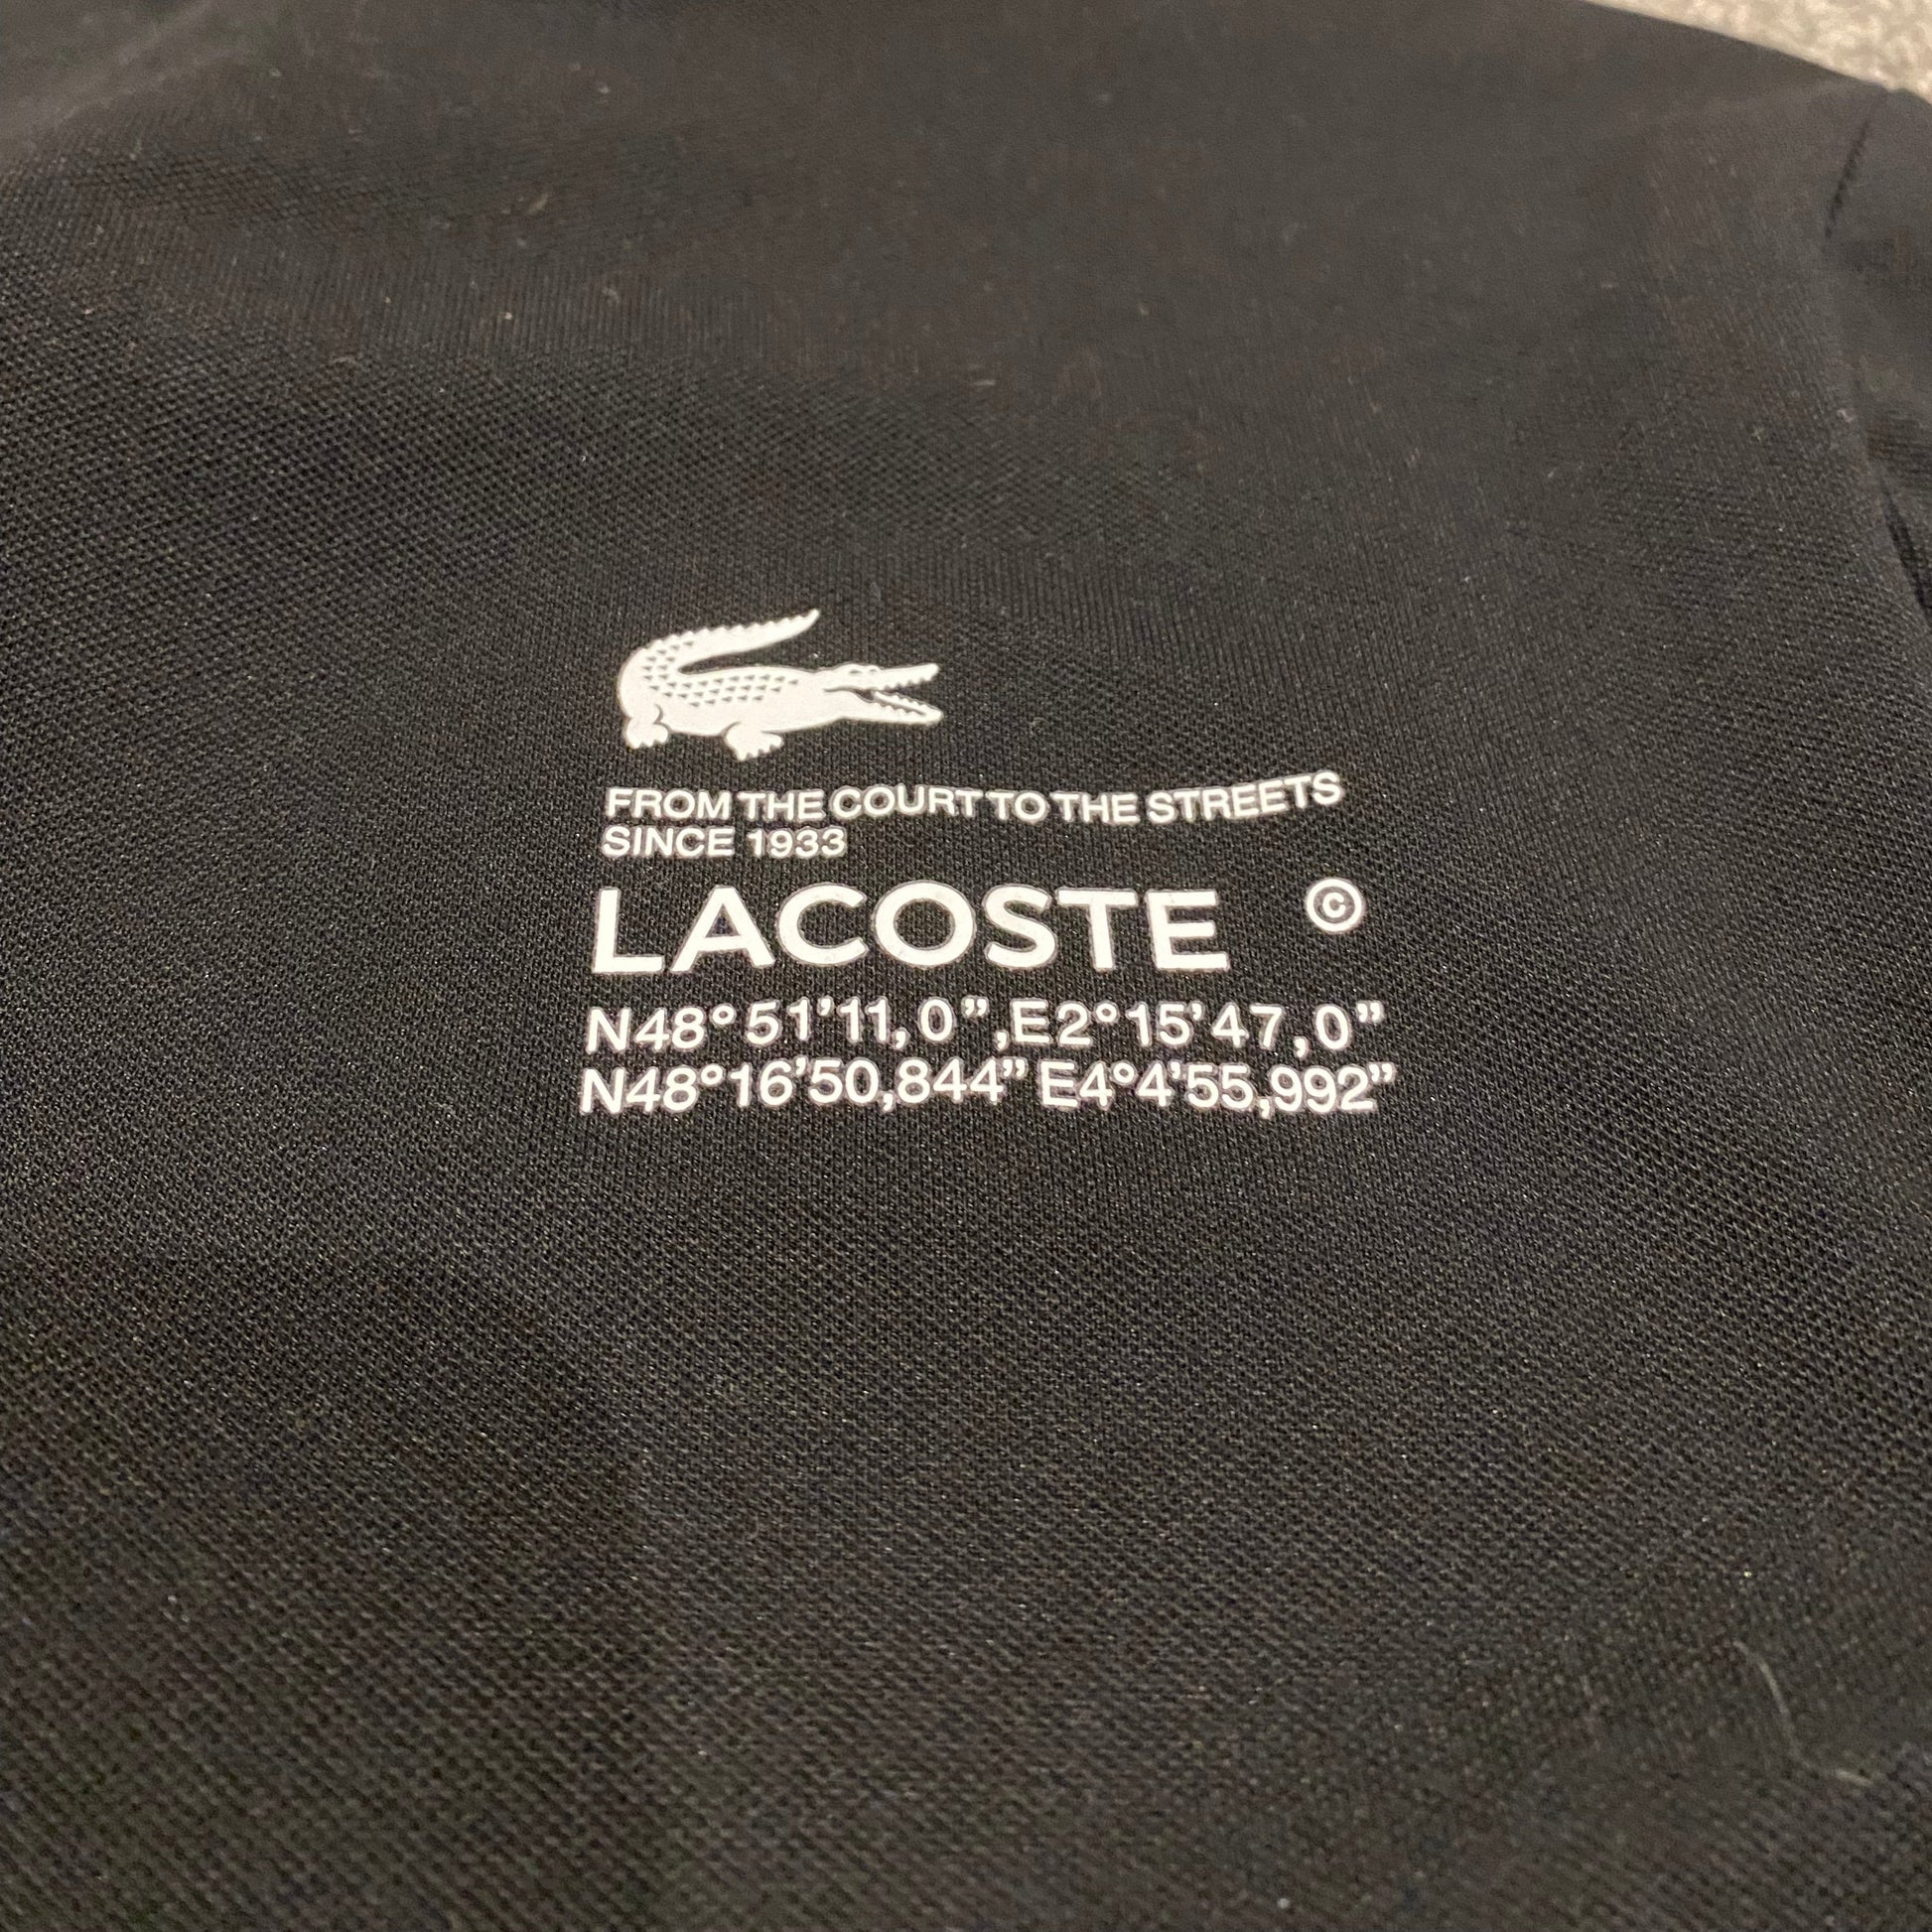 FROM THE COURT TO THE STREETS
SINCE 1933
LACOSTE ©
N48°51’11,0”,E2°15’47,0”
N48°16’50,844” E4°4’55,992”